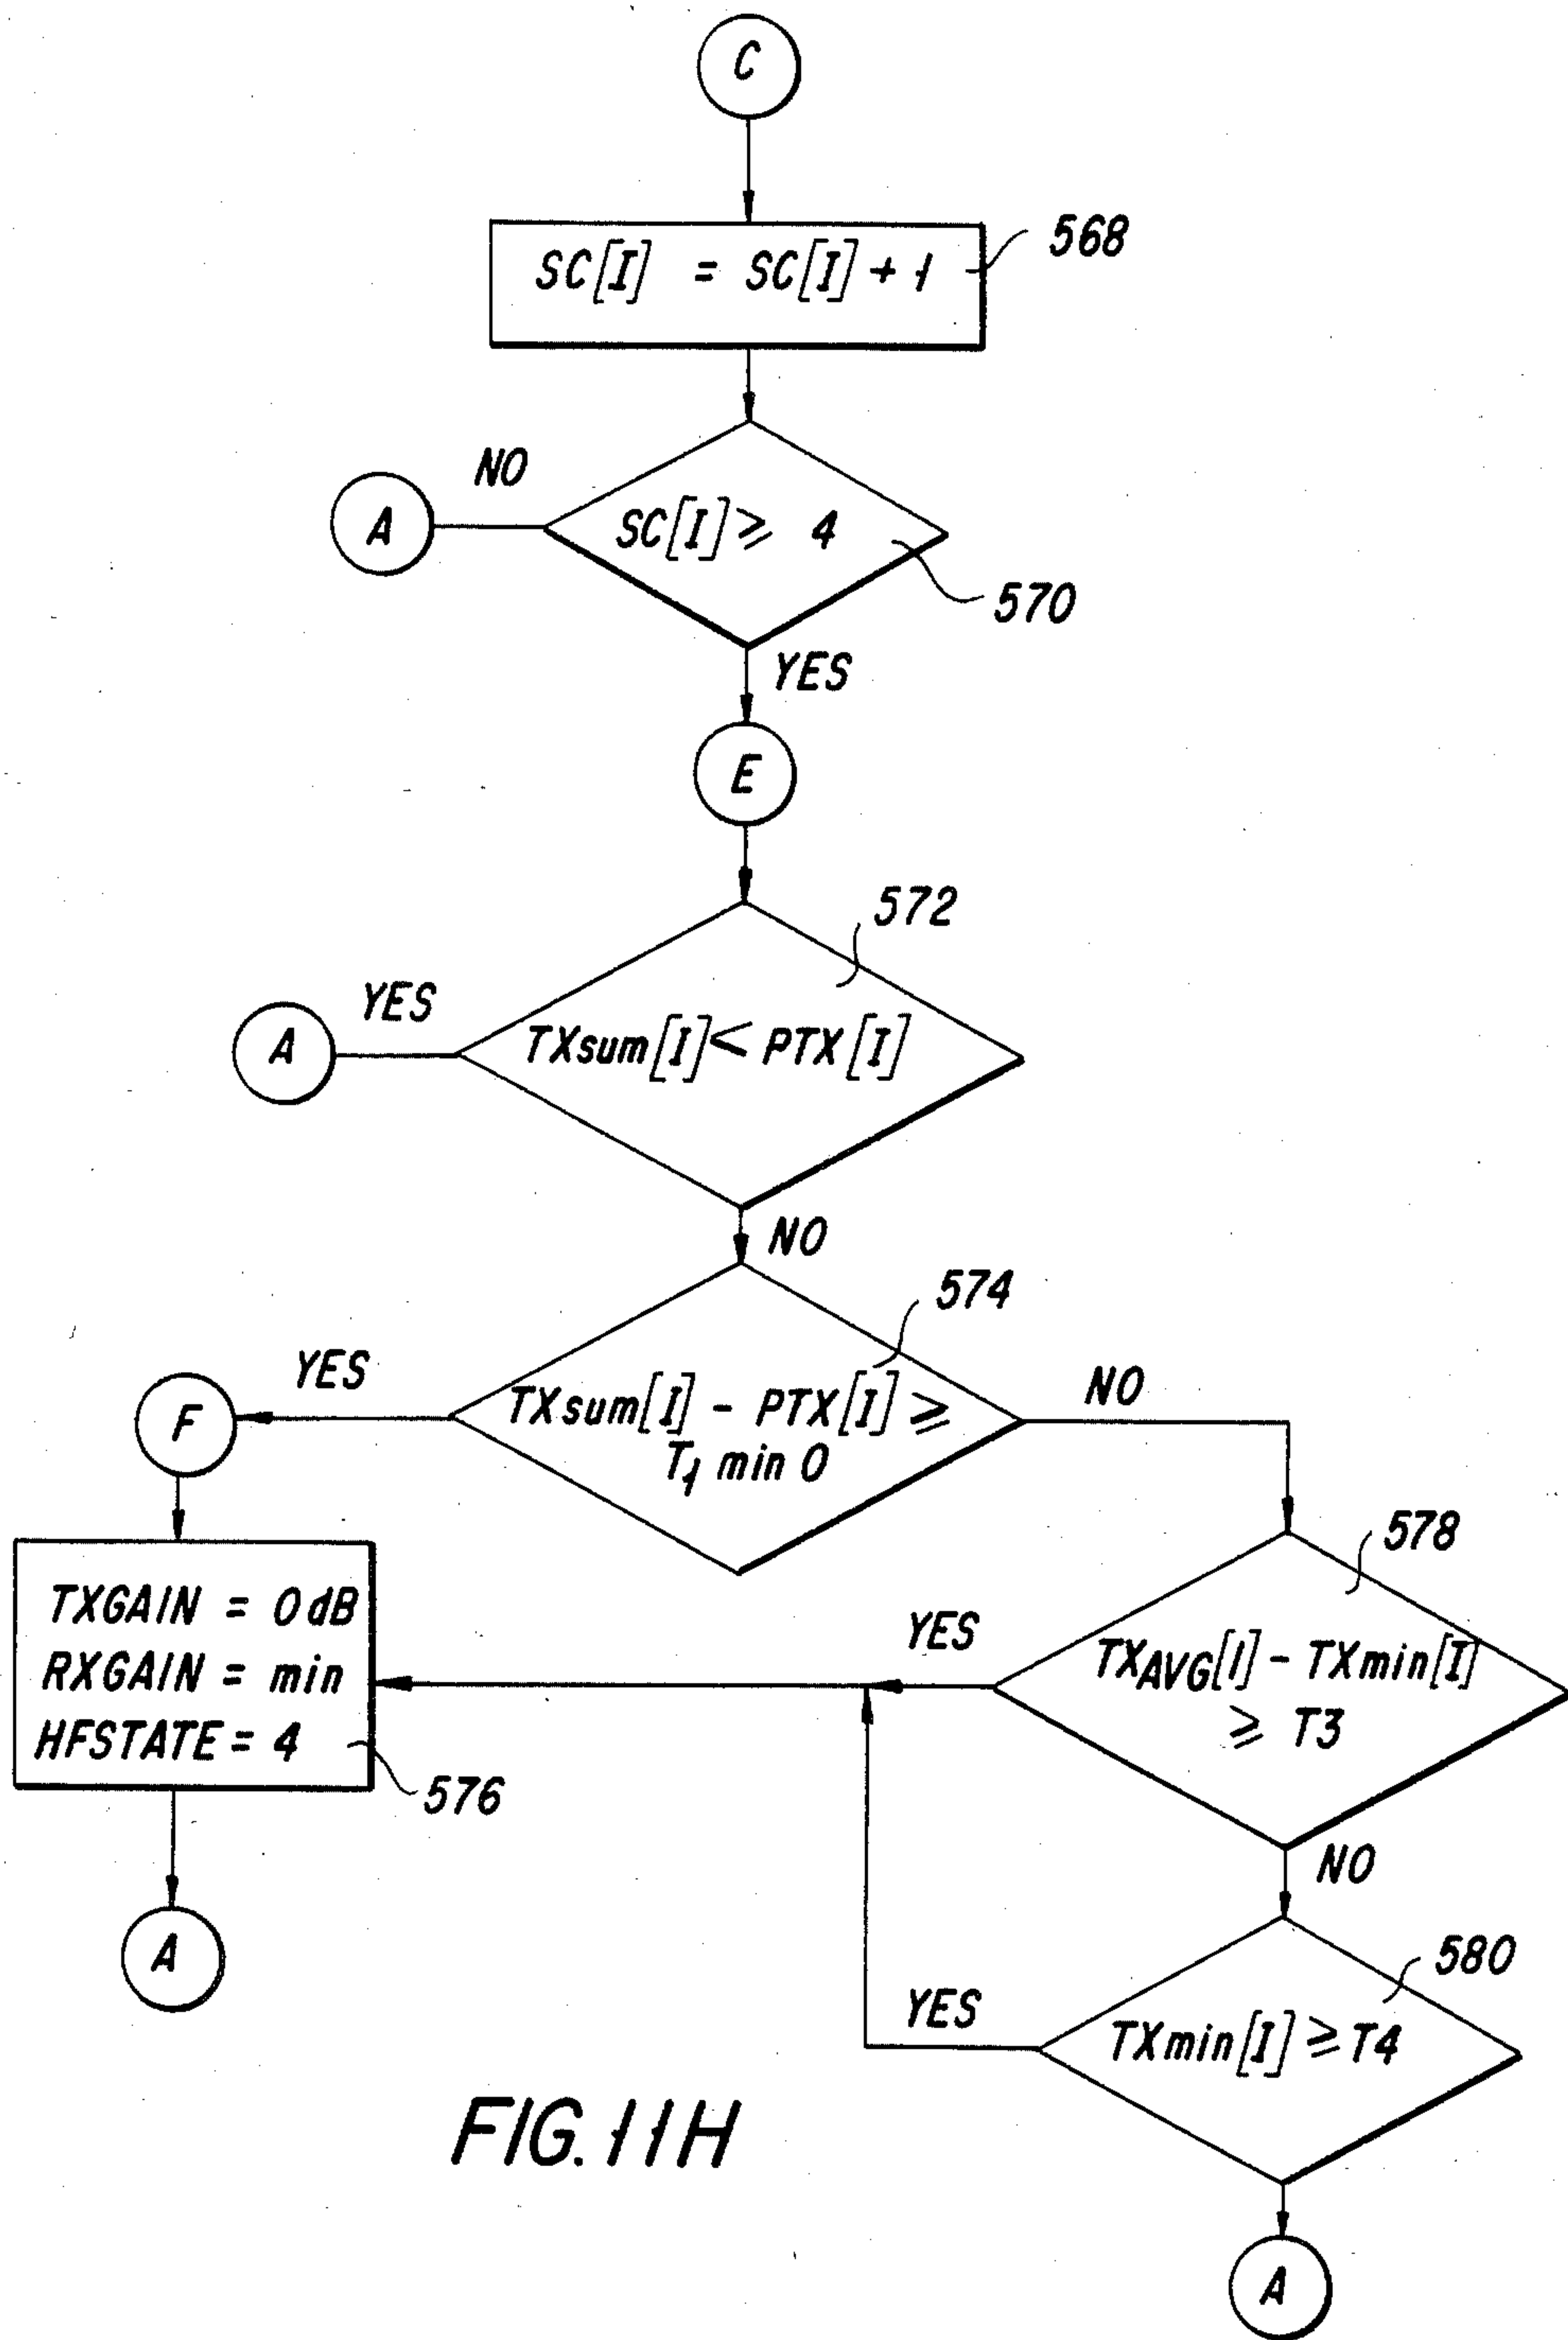 C
568
SC[I] = SC[I] + 1
NO
A
SC[I] ≥ 4
570
YES
E
572
YES
A
TXsum[I] < PTX[I]
NO
574
YES
NO
F
TXsum[I] - PTX[I] ≥
T1 min 0
578
TXGAIN = 0 dB
RXGAIN = min
HFSTATE = 4
576
YES
TXAVG[I] - TXmin[I]
≥ T3
NO
A
580
YES
TXmin[I] ≥ T4
FIG. 11H
A